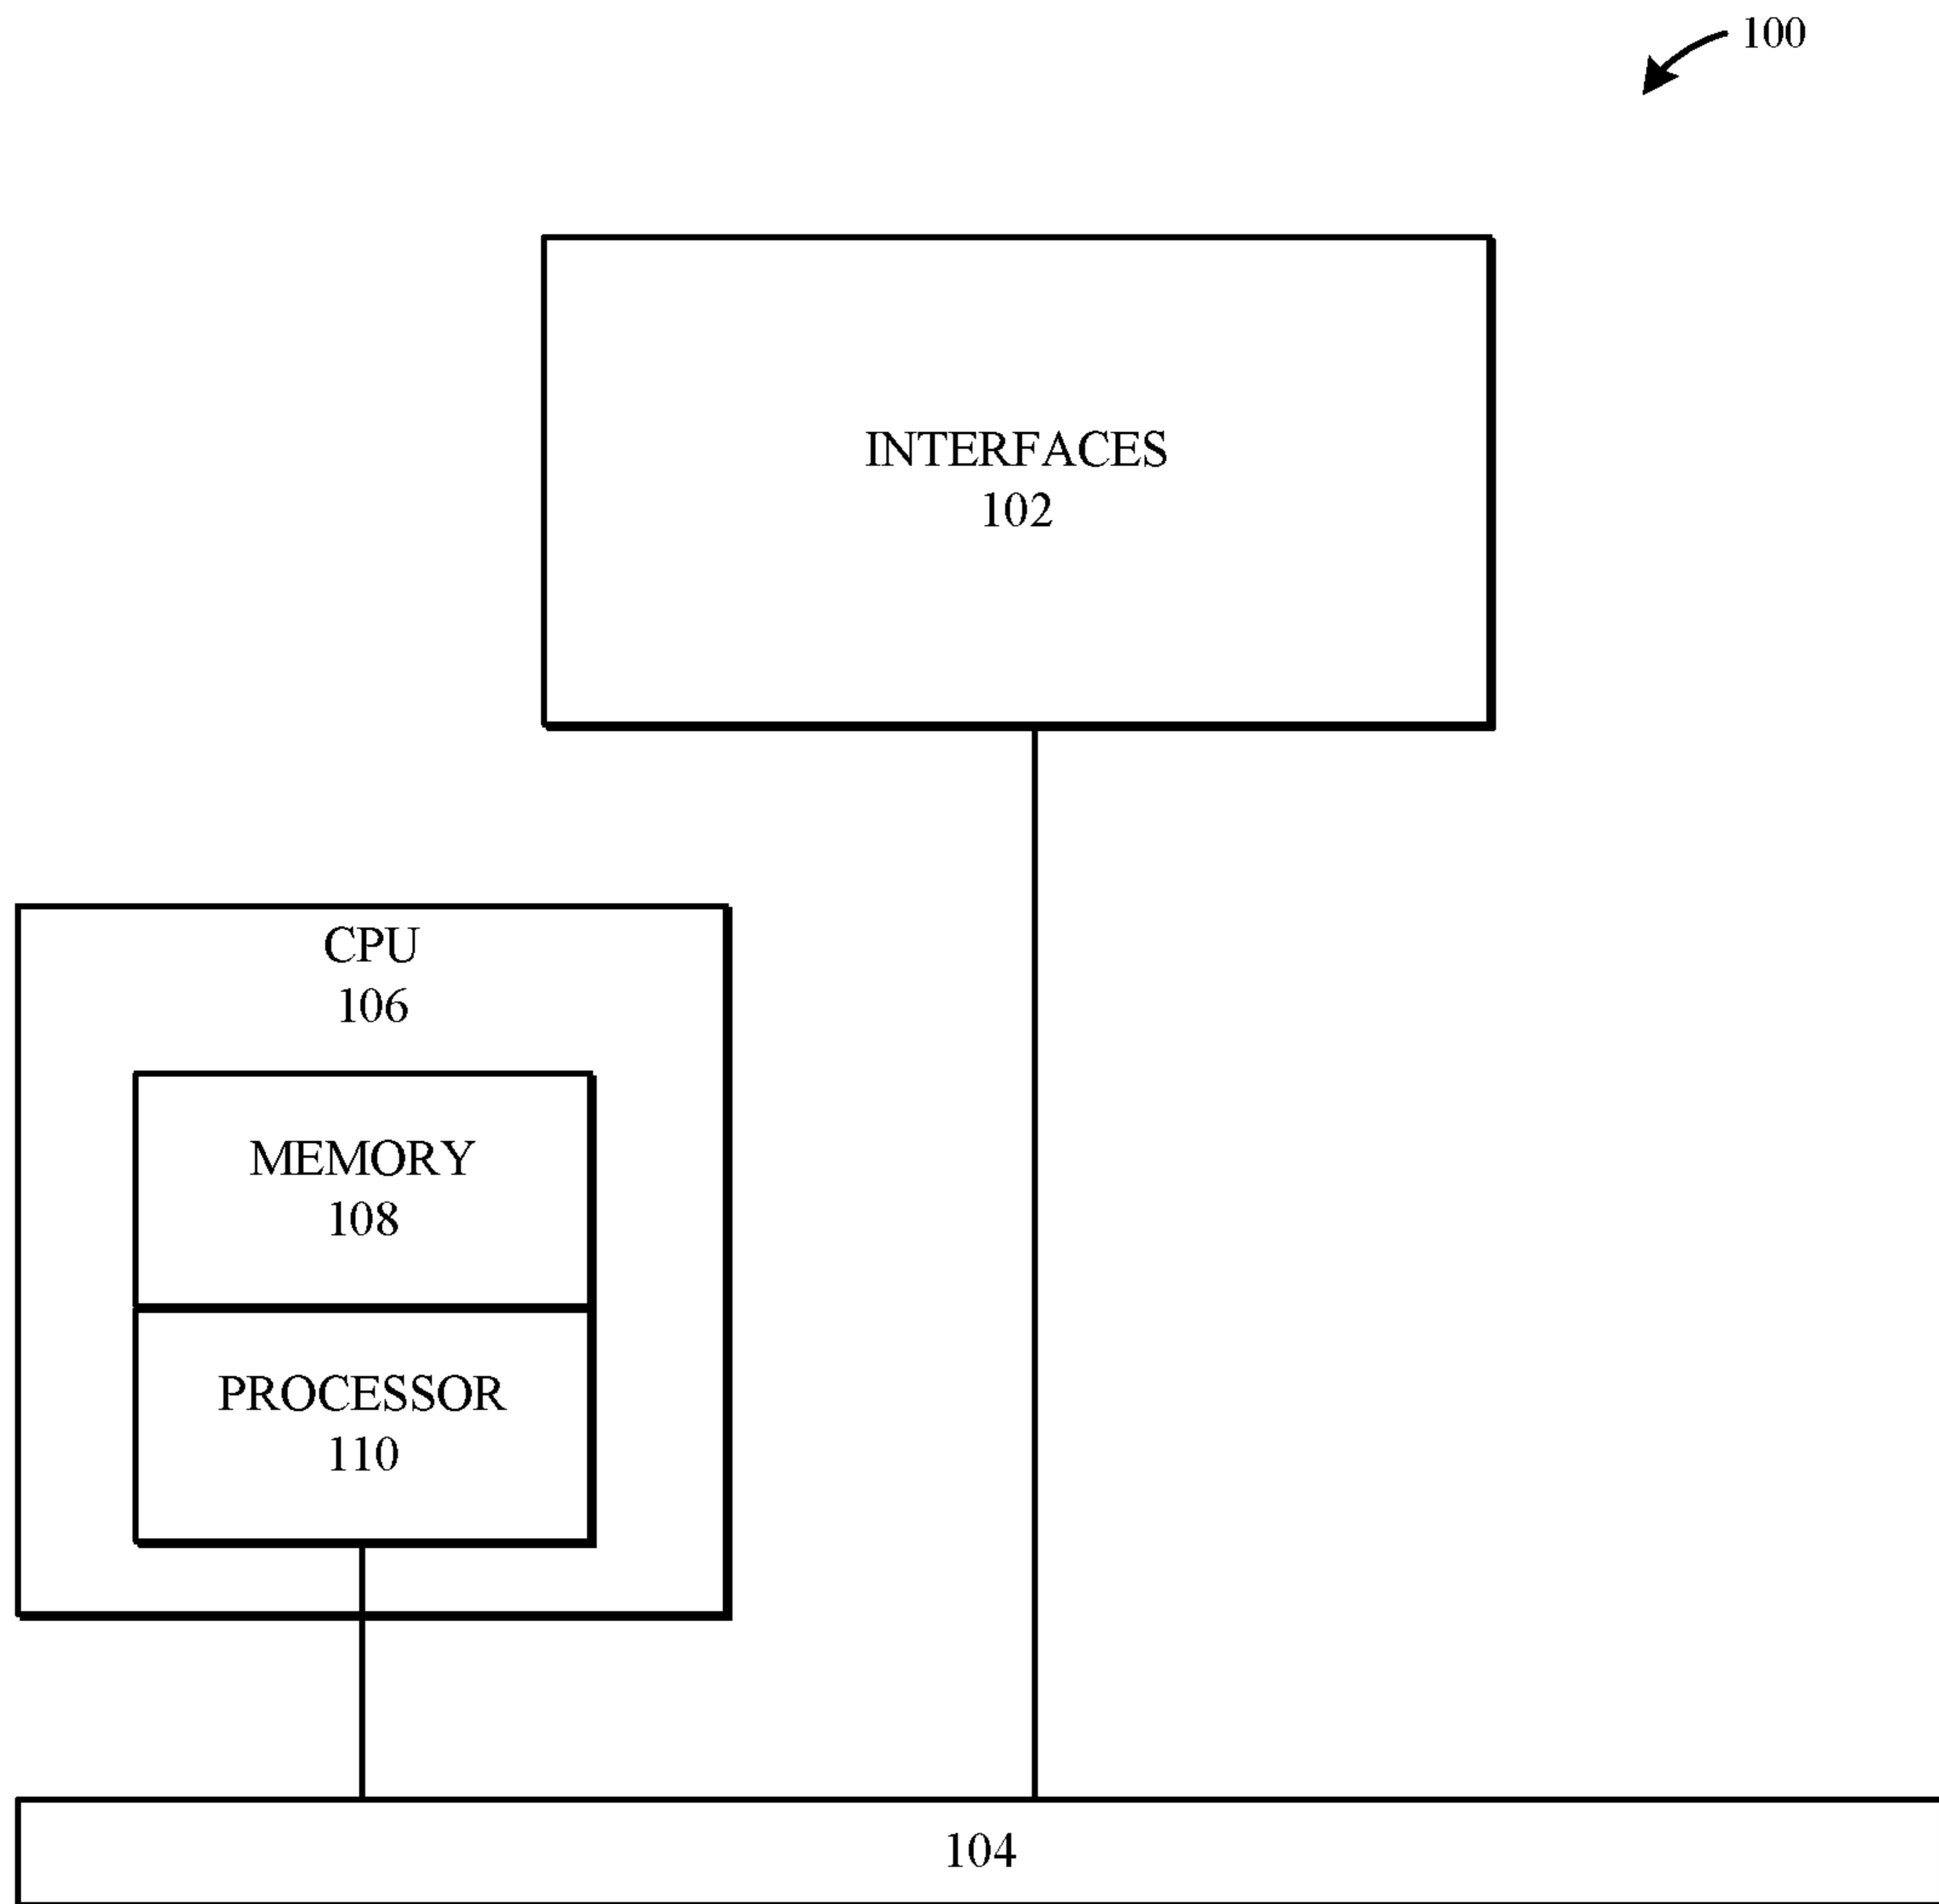 100
INTERFACES
102
CPU
106
MEMORY
108
PROCESSOR
110
104